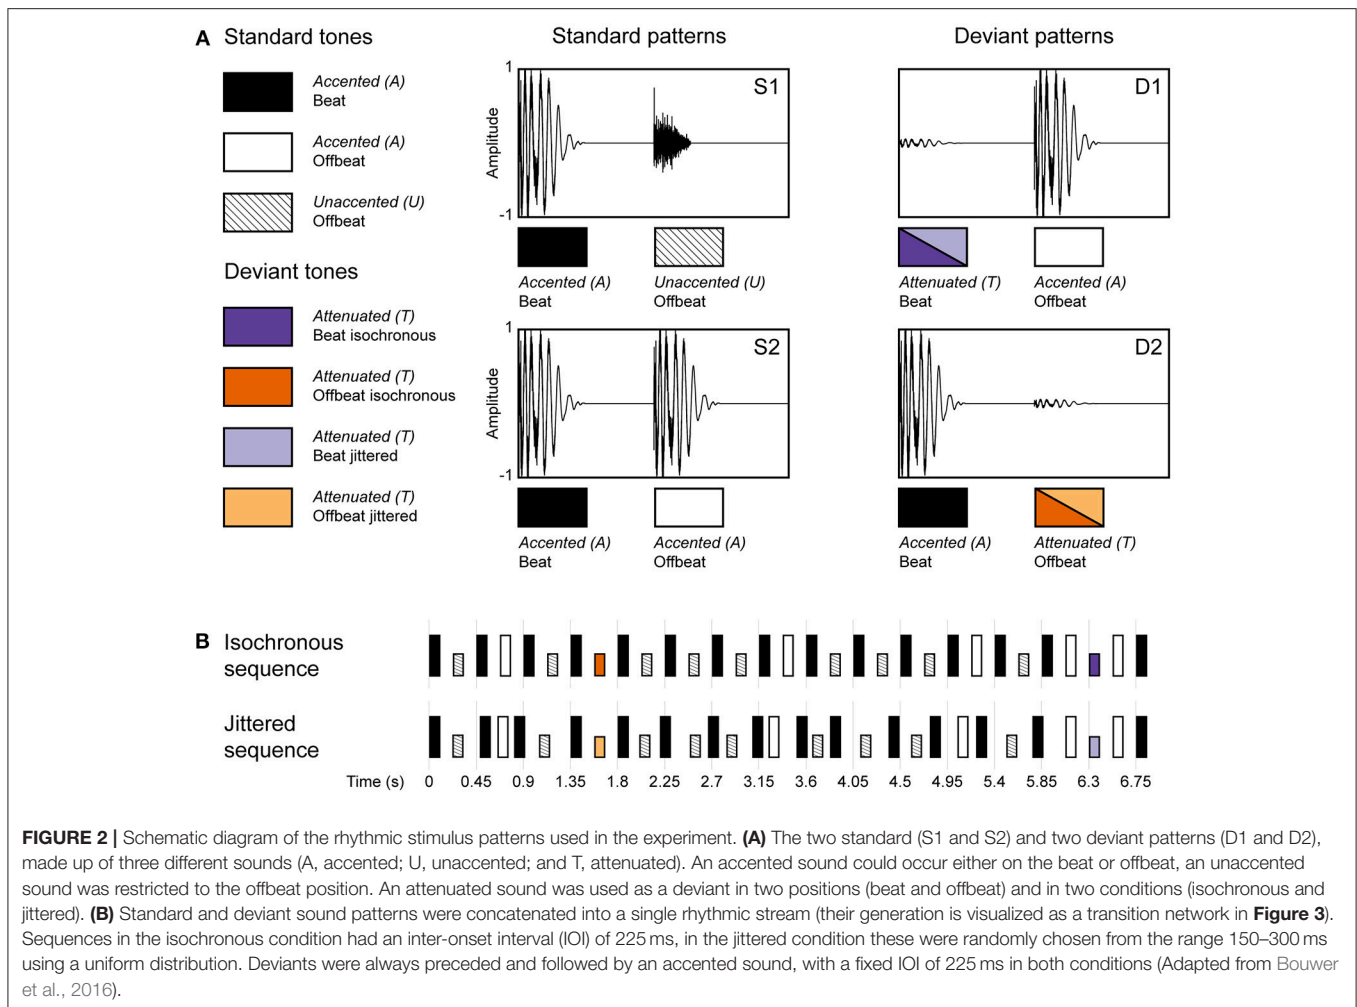 A Standard tones
Accented (A)
Beat
Accented (A)
Offbeat
Unaccented (U)
Offbeat
Deviant tones
Attenuated (T)
Beat isochronous
Attenuated (T)
Offbeat isochronous
Attenuated (T)
Beat jittered
Attenuated (T)
Offbeat jittered
Standard patterns
1
Amplitude
-1
S1
Accented (A)
Beat
Unaccented (U)
Offbeat
1
Amplitude
-1
S2
Accented (A)
Beat
Accented (A)
Offbeat
Deviant patterns
D1
Attenuated (T)
Beat
Accented (A)
Offbeat
D2
Accented (A)
Beat
Attenuated (T)
Offbeat
B Isochronous
sequence
Jittered
sequence
Time (s) 0 0.45 0.9 1.35 1.8 2.25 2.7 3.15 3.6 4.05 4.5 4.95 5.4 5.85 6.3 6.75
FIGURE 2 | Schematic diagram of the rhythmic stimulus patterns used in the experiment. (A) The two standard (S1 and S2) and two deviant patterns (D1 and D2),
made up of three different sounds (A, accented; U, unaccented; and T, attenuated). An accented sound could occur either on the beat or offbeat, an unaccented
sound was restricted to the offbeat position. An attenuated sound was used as a deviant in two positions (beat and offbeat) and in two conditions (isochronous and
jittered). (B) Standard and deviant sound patterns were concatenated into a single rhythmic stream (their generation is visualized as a transition network in Figure 3).
Sequences in the isochronous condition had an inter-onset interval (IOI) of 225 ms, in the jittered condition these were randomly chosen from the range 150–300 ms
using a uniform distribution. Deviants were always preceded and followed by an accented sound, with a fixed IOI of 225 ms in both conditions (Adapted from Bouwer
et al., 2016).